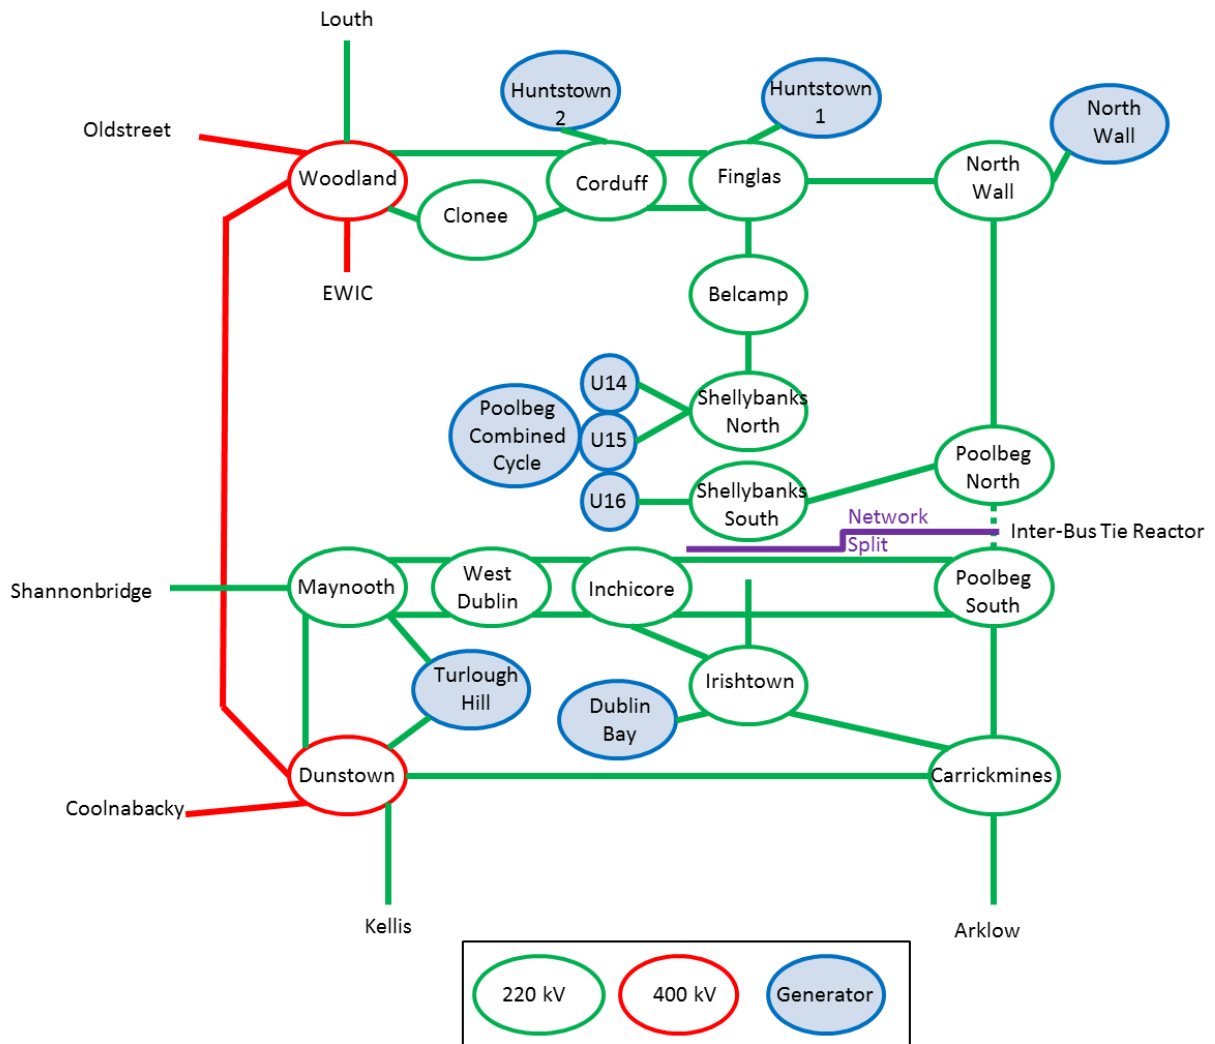 Louth
Huntstown
2
Huntstown
1
North
Wall
Oldstreet
Woodland
Corduff
Finglas
North
Wall
Clonee
EWIC
Belcamp
U14
Poolbeg
Combined
Cycle
U15
U16
Shellybanks
North
Poolbeg
North
Shellybanks
South
Network
Split
Inter-Bus Tie Reactor
Shannonbridge
Maynooth
West
Dublin
Inchicore
Poolbeg
South
Turlough
Hill
Dublin
Bay
Irishtown
Dunstown
Carrickmines
Coolnabacky
Kellis
Arklow
220 kV
400 kV
Generator